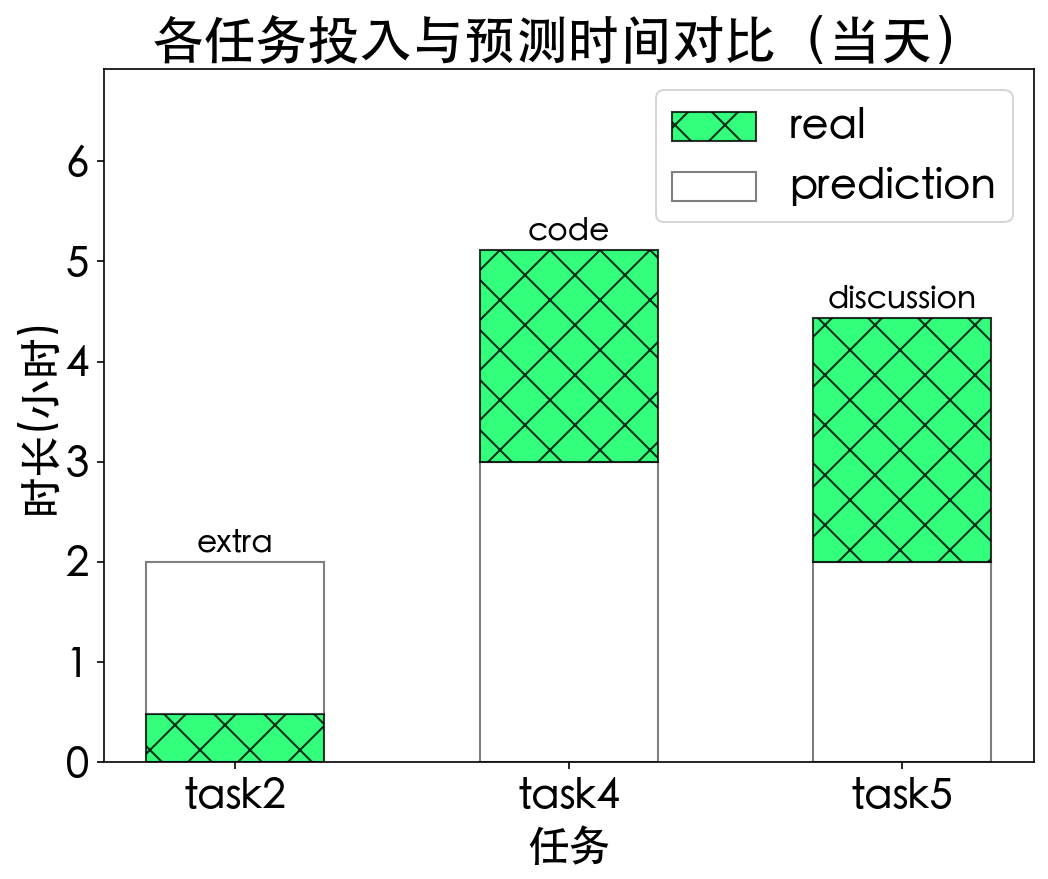 各任务投入与预测时间对比（当天）
real
prediction
6
5
4
3
2
1
0
时长(小时)
extra
code
discussion
task2
task4
task5
任务